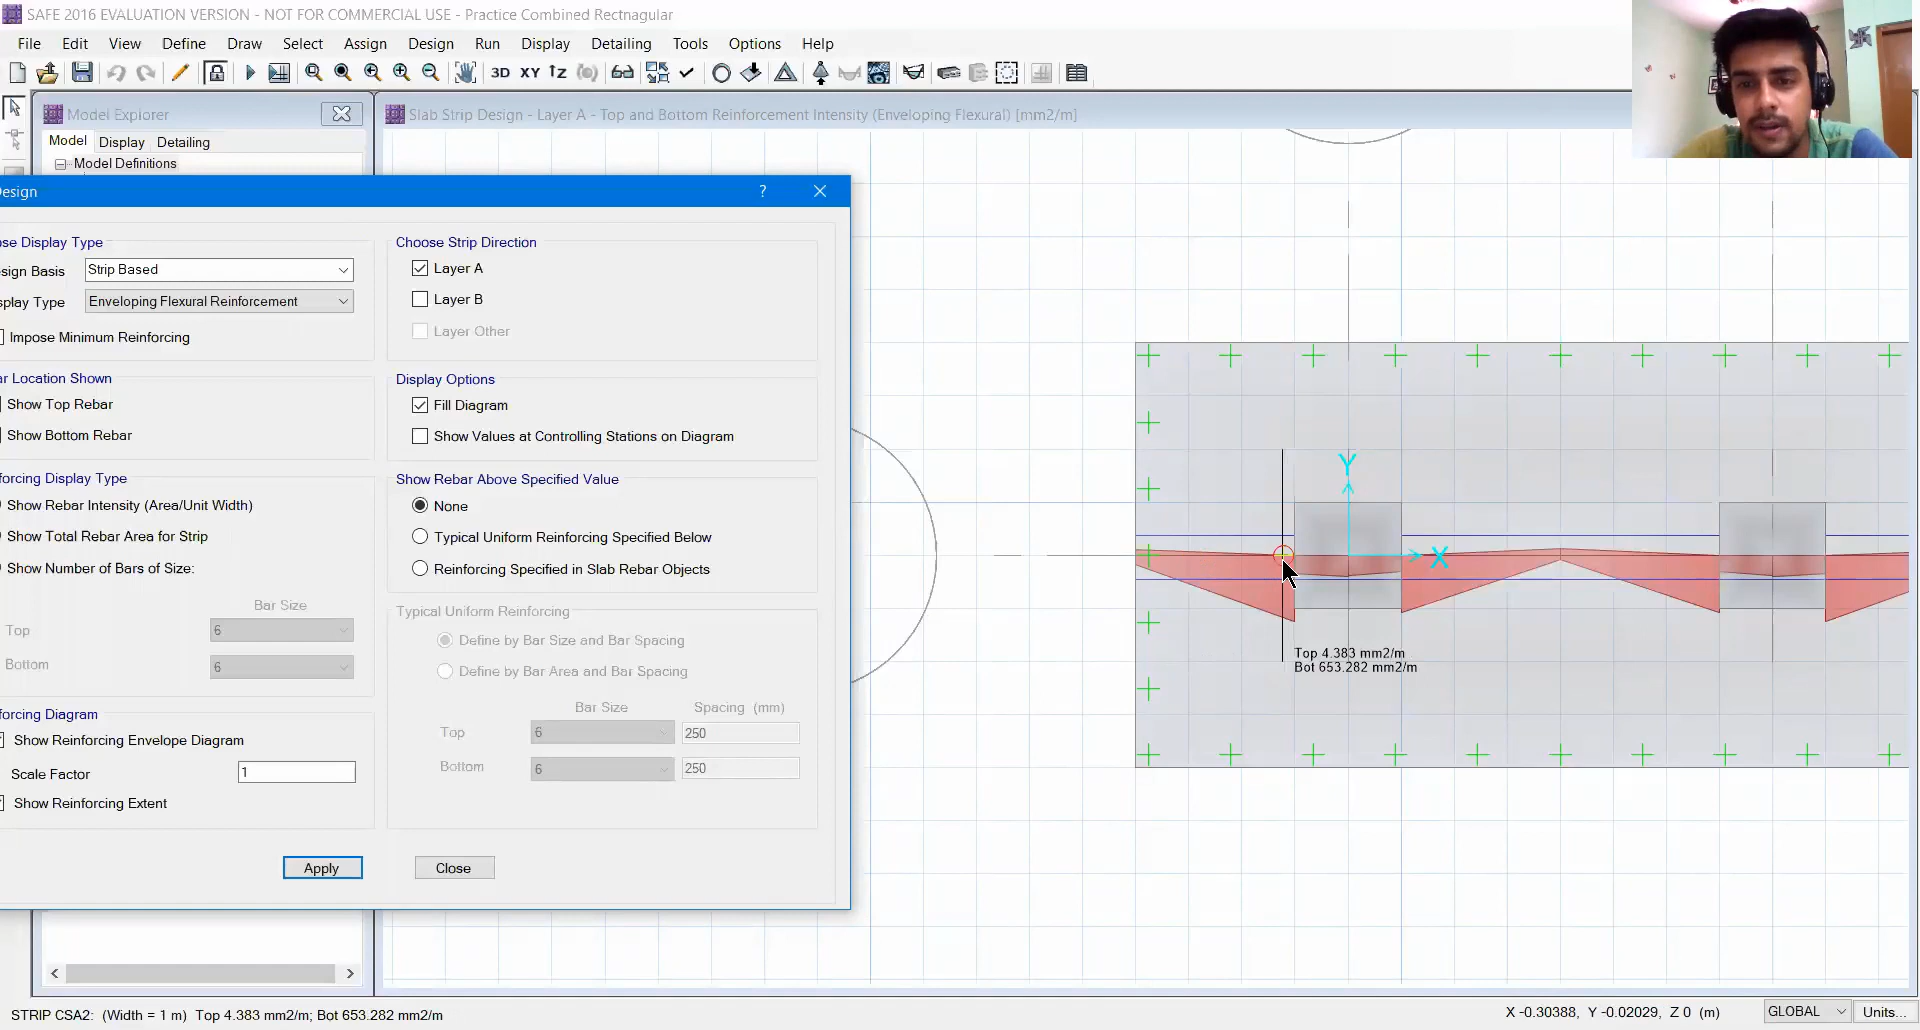 SAFE 2016 EVALUATION VERSION - NOT FOR COMMERCIAL USE - Practice Combined Rectnagular
File Edit View Define Draw Select Assign Design Run Display Detailing Tools Options Help
3D XY Z
Model Explorer
Slab Strip Design - Layer A - Top and Bottom Reinforcement Intensity (Enveloping Flexural) [mm2/m]
Model Display Detailing
Model Definitions
Design
Choose Display Type
Design Basis Strip Based
Display Type Enveloping Flexural Reinforcement
Impose Minimum Reinforcing
Rebar Location Shown
Show Top Rebar
Show Bottom Rebar
Reinforcing Display Type
Show Rebar Intensity (Area/Unit Width)
Show Total Rebar Area for Strip
Show Number of Bars of Size:
Bar Size
Top 6
Bottom 6
Reinforcing Diagram
Show Reinforcing Envelope Diagram
Scale Factor 1
Show Reinforcing Extent
Choose Strip Direction
Layer A
Layer B
Layer Other
Display Options
Fill Diagram
Show Values at Controlling Stations on Diagram
Show Rebar Above Specified Value
None
Typical Uniform Reinforcing Specified Below
Reinforcing Specified in Slab Rebar Objects
Typical Uniform Reinforcing
Define by Bar Size and Bar Spacing
Define by Bar Area and Bar Spacing
Bar Size Spacing (mm)
Top 6 250
Bottom 6 250
Apply Close
Y
X
Top 4.383 mm2/m
Bot 653.282 mm2/m
STRIP CSA2: (Width = 1 m) Top 4.383 mm2/m; Bot 653.282 mm2/m
X -0.30388, Y -0.02029, Z 0 (m)
GLOBAL Units...